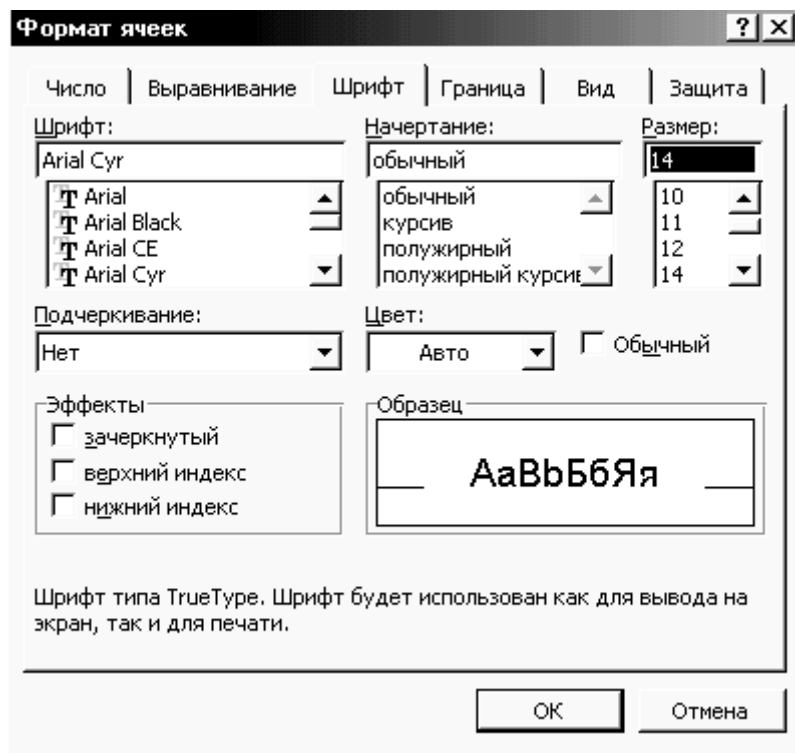 Формат ячеек
Число Выравнивание Шрифт Граница Вид Защита
Шрифт: Начертание: Размер:
Arial Cyr обычный 14
Arial обычный 10
Arial Black курсив 11
Arial CE полужирный 12
Arial Cyr полужирный курсив 14
Подчеркивание: Цвет:
Нет Авто Обычный
Эффекты Образец
зачеркнутый
верхний индекс АаBbБбЯя
нижний индекс
Шрифт типа TrueType. Шрифт будет использован как для вывода на
экран, так и для печати.
ОК Отмена